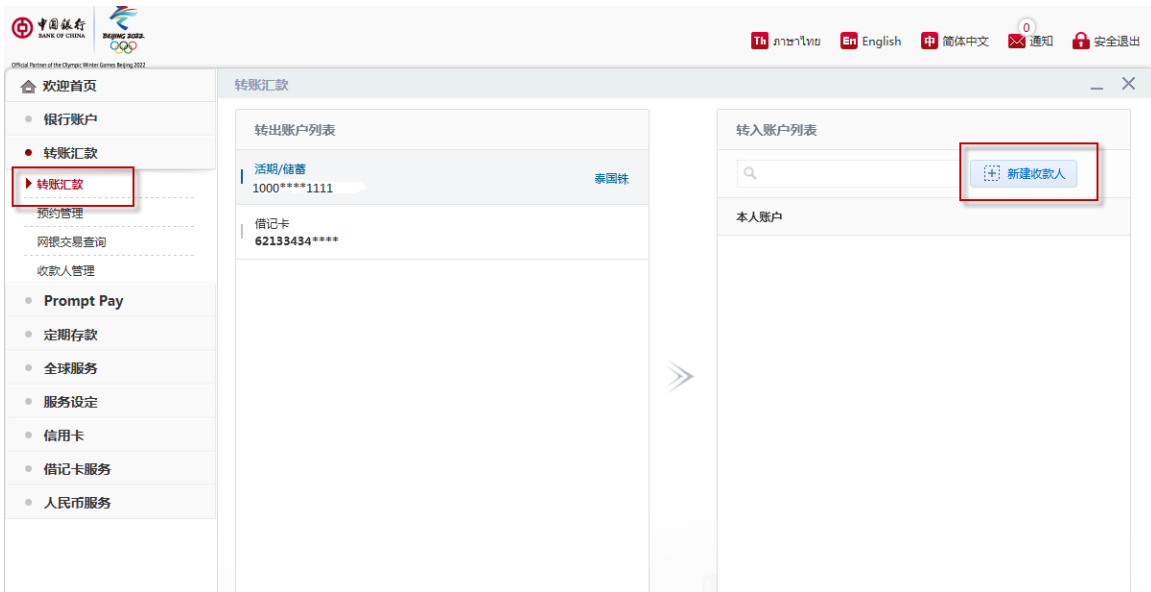 中国银行
BANK OF CHINA
BEIJING 2022
Official Partner of the Olympic Winter Games Beijing 2022
Th ภาษาไทย
En English
中 简体中文
0
通知
安全退出
欢迎首页
银行账户
转账汇款
转账汇款
预约管理
网银交易查询
收款人管理
Prompt Pay
定期存款
全球服务
服务设定
信用卡
借记卡服务
人民币服务
转账汇款
转出账户列表
活期/储蓄
1000****1111
泰国铢
借记卡
62133434****
转入账户列表
新建收款人
本人账户